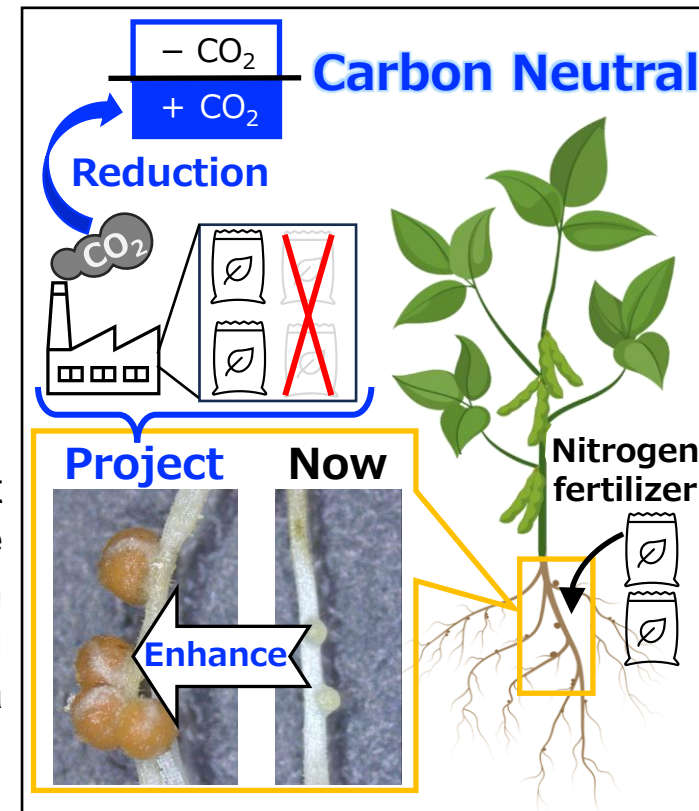 − CO₂
Carbon Neutral
+ CO₂
Reduction
CO₂
Project
Now
Nitrogen
fertilizer
Enhance